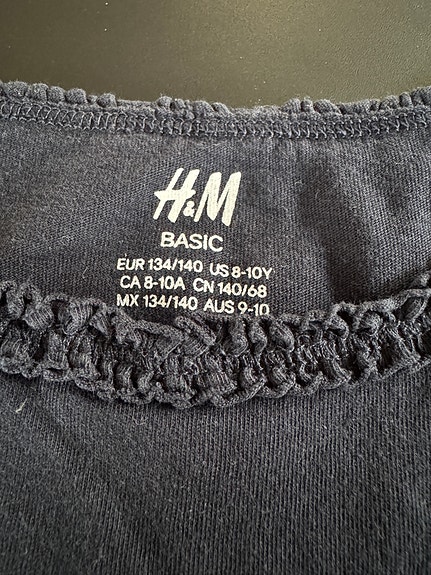 H&M
BASIC
EUR 134/140 US 8-10Y
CA 8-10A CN 140/68
MX 134/140 AUS 9-10